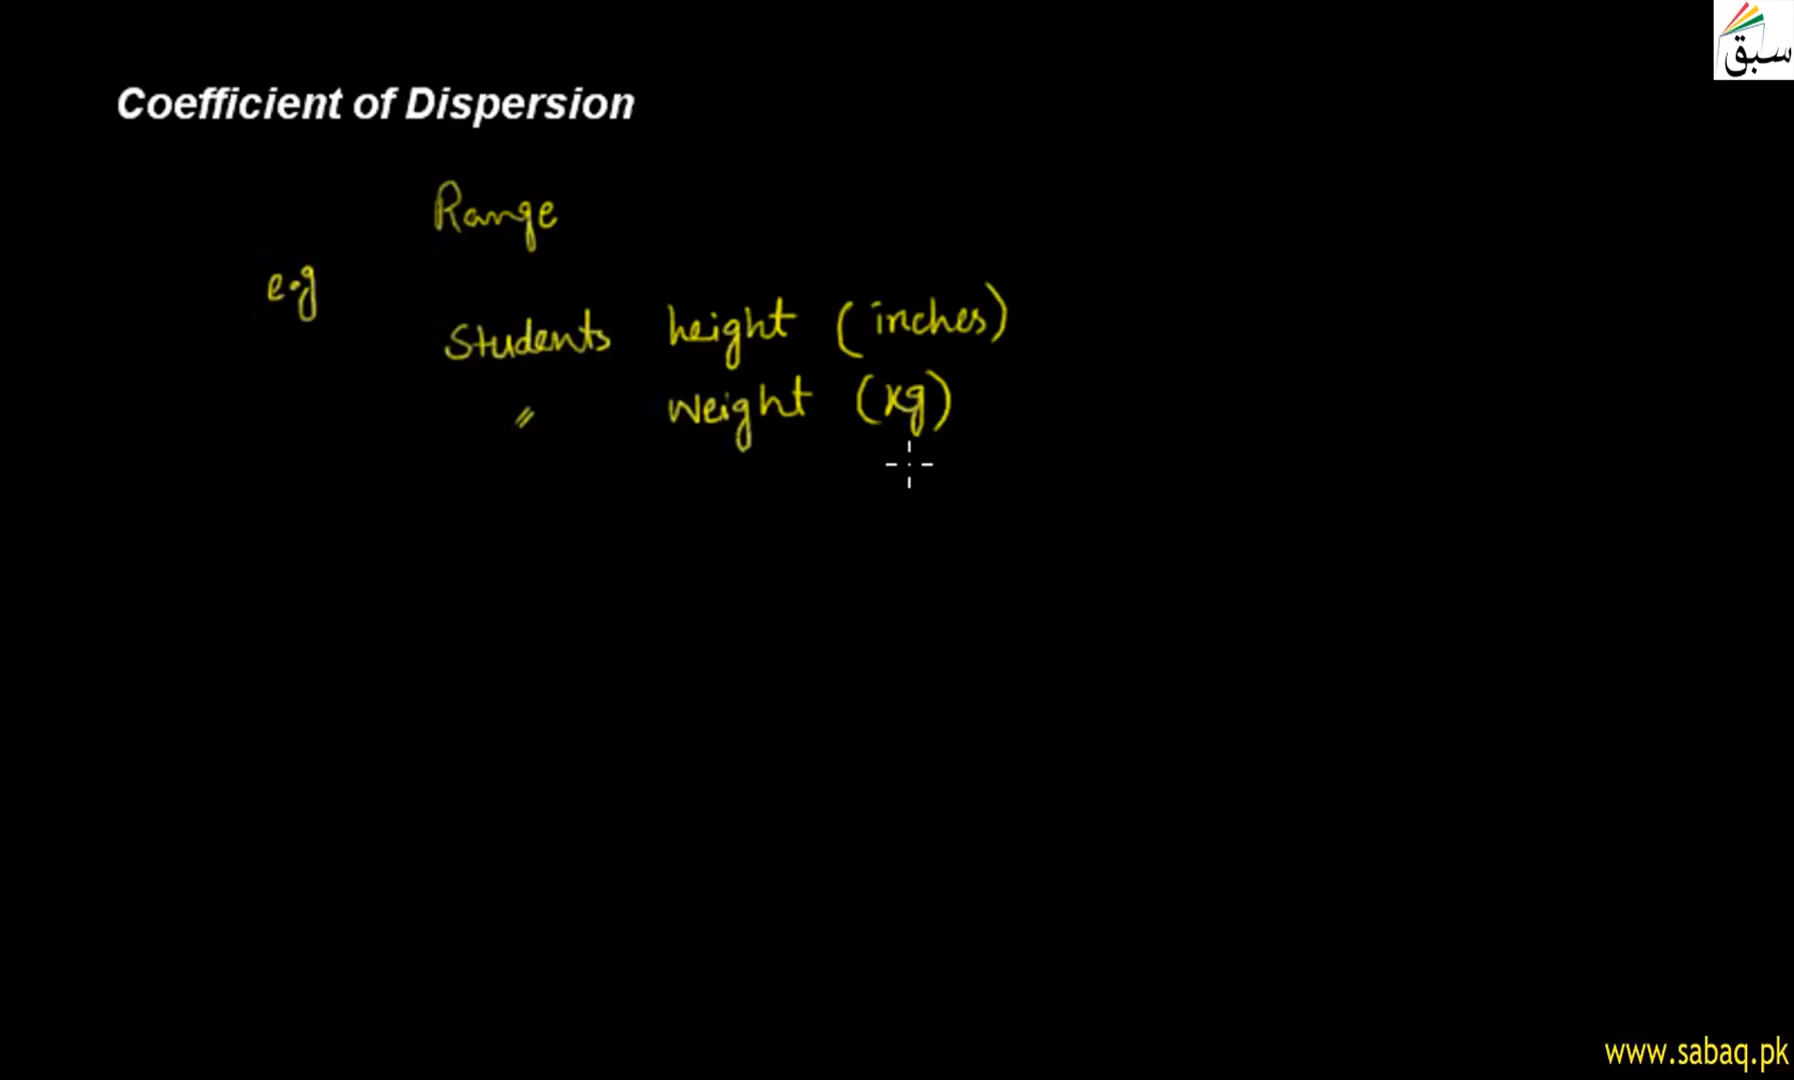 سبق
Coefficient of Dispersion
Range
e.g
Students height (inches)
〃 weight (kg)
www.sabaq.pk